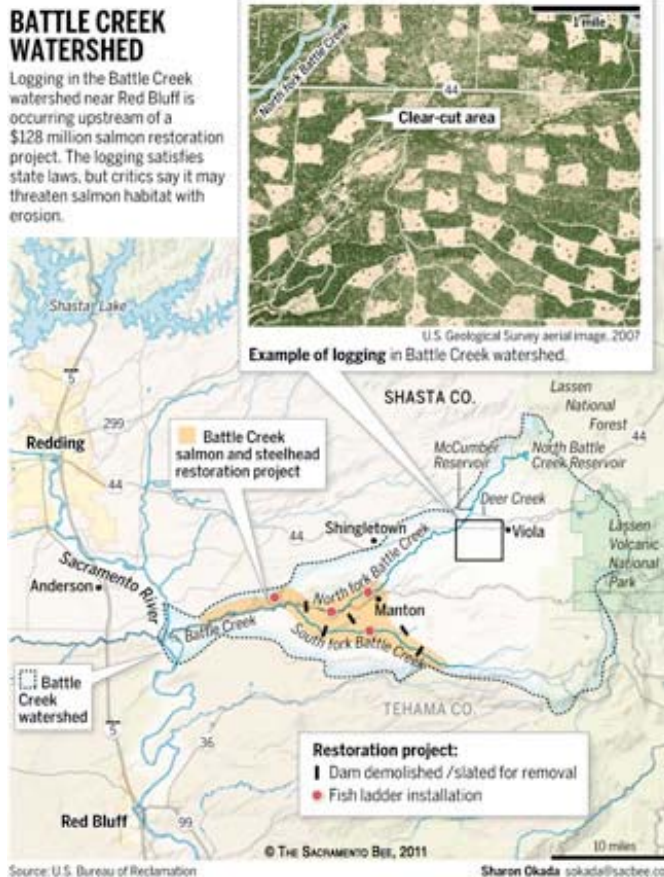 BATTLE CREEK
WATERSHED
Logging in the Battle Creek
watershed near Red Bluff is
occurring upstream of a
$128 million salmon restoration
project. The logging satisfies
state laws, but critics say it may
threaten salmon habitat with
erosion.
1 mile
North fork Battle Creek
44
Clear-cut area
U.S. Geological Survey aerial image, 2007
Example of logging in Battle Creek watershed.
Shasta Lake
5
SHASTA CO.
Lassen
National
Forest
299
44
Redding
Battle Creek
salmon and steelhead
restoration project
McCumber
Reservoir
North Battle
Creek Reservoir
44
Deer Creek
44
Shingletown
Viola
Lassen
Volcanic
National
Park
Sacramento River
Anderson
North fork Battle Creek
Manton
Battle Creek
South fork Battle Creek
Battle
Creek
watershed
TEHAMA CO.
5
36
Restoration project:
Dam demolished /slated for removal
Fish ladder installation
Red Bluff
99
© THE SACRAMENTO BEE, 2011
10 miles
Source: U.S. Bureau of Reclamation
Sharon Okada sokada@sacbee.co